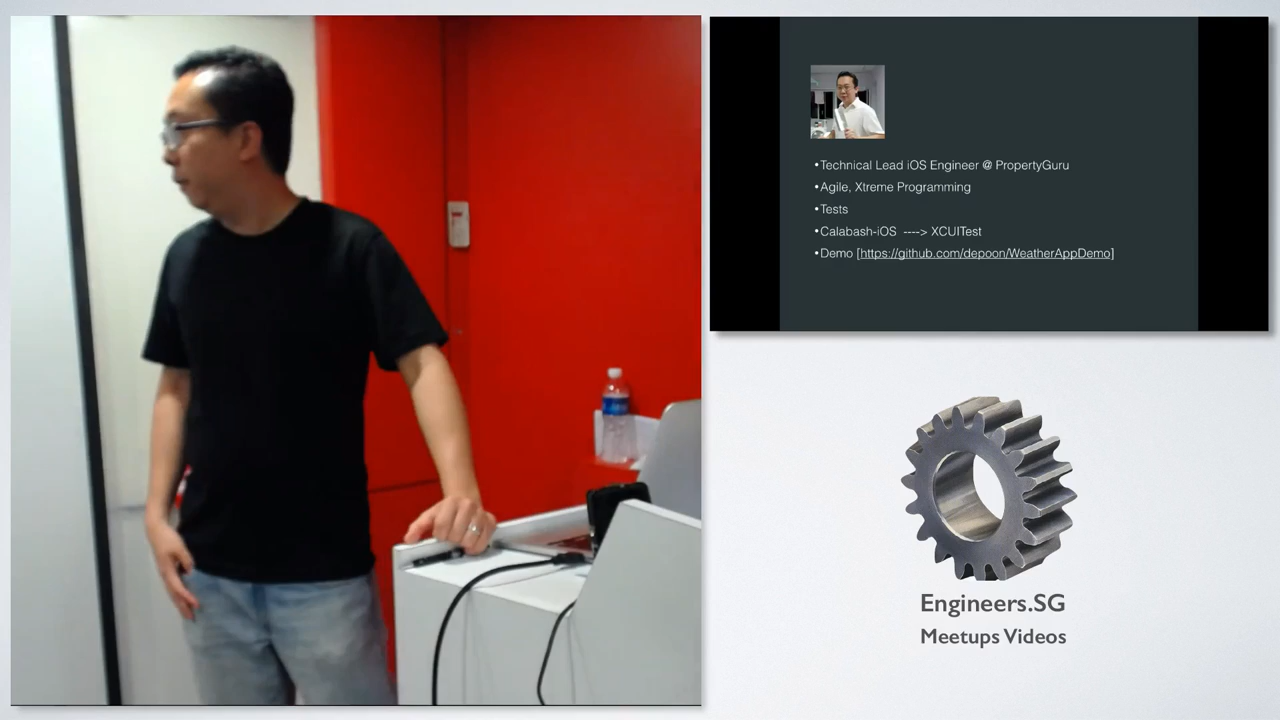 •Technical Lead iOS Engineer @ PropertyGuru
•Agile, Xtreme Programming
•Tests
•Calabash-iOS ----> XCUITest
•Demo [https://github.com/depoon/WeatherAppDemo]
Engineers.SG
Meetups Videos